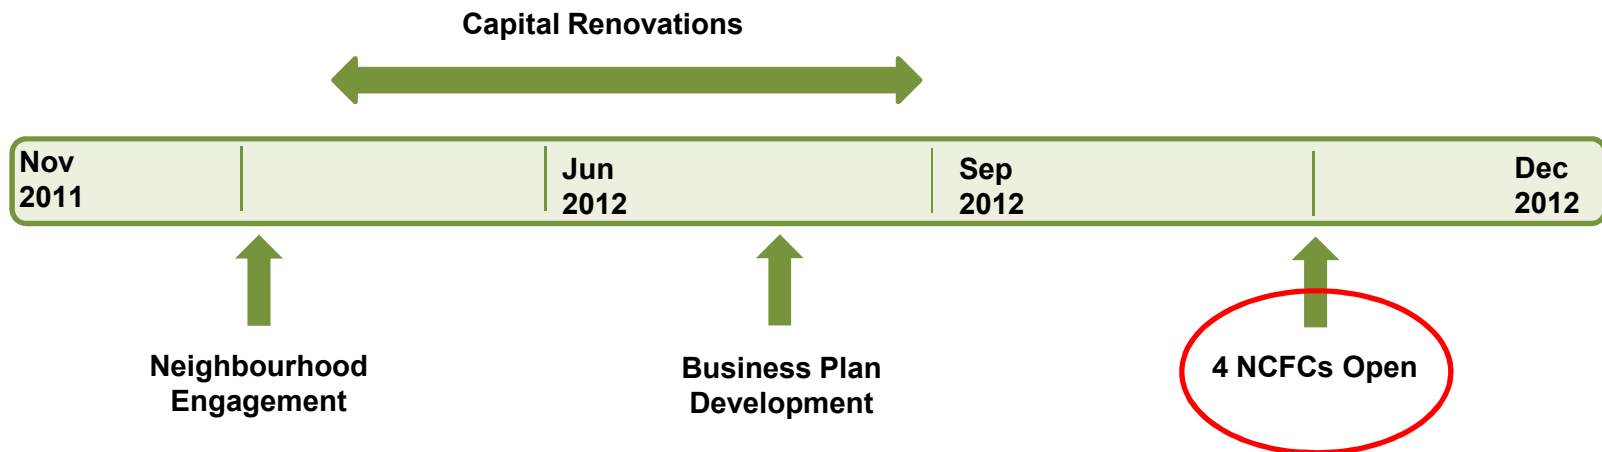 Capital Renovations
Nov
2011
Jun
2012
Sep
2012
Dec
2012
Neighbourhood
Engagement
Business Plan
Development
4 NCFCs Open